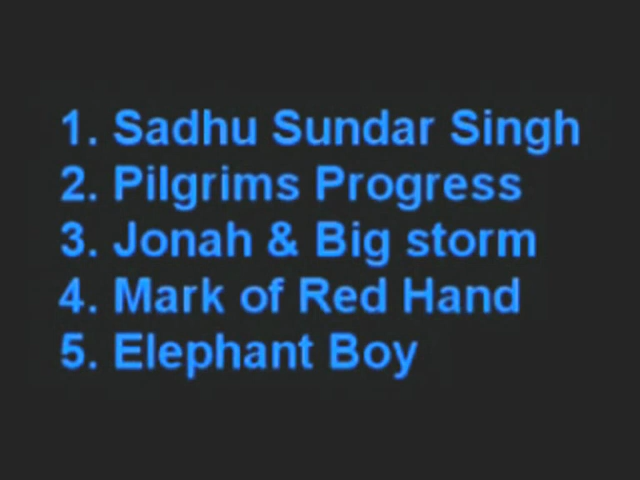 1. Sadhu Sundar Singh
2. Pilgrims Progress
3. Jonah & Big storm
4. Mark of Red Hand
5. Elephant Boy